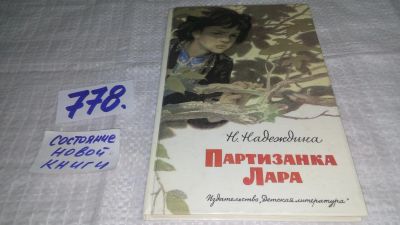 778.
СОСТОЯНИЕ
НОВОЙ
КНИГИ
Н. Надеждина
ПАРТИЗАНКА
ЛАРА
Издательство „Детская литература"